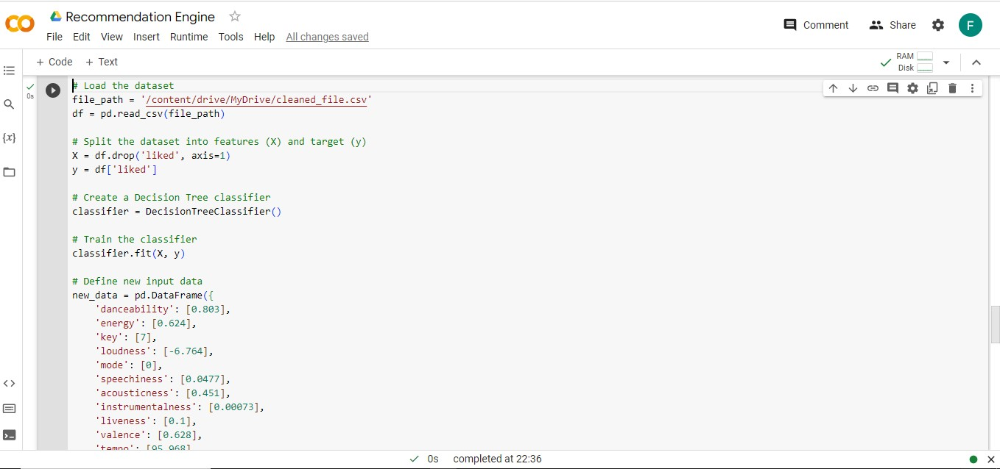 Recommendation Engine
File Edit View Insert Runtime Tools Help All changes saved
Comment
Share
F
+ Code + Text
RAM
Disk
0s
# Load the dataset
file_path = '/content/drive/MyDrive/cleaned_file.csv'
df = pd.read_csv(file_path)
# Split the dataset into features (X) and target (y)
X = df.drop('liked', axis=1)
y = df['liked']
# Create a Decision Tree classifier
classifier = DecisionTreeClassifier()
# Train the classifier
classifier.fit(X, y)
# Define new input data
new_data = pd.DataFrame({
'danceability': [0.803],
'energy': [0.624],
'key': [7],
'loudness': [-6.764],
'mode': [0],
'speechiness': [0.0477],
'acousticness': [0.451],
'instrumentalness': [0.00073],
'liveness': [0.1],
'valence': [0.628],
'tempo': [95.968]
0s completed at 22:36